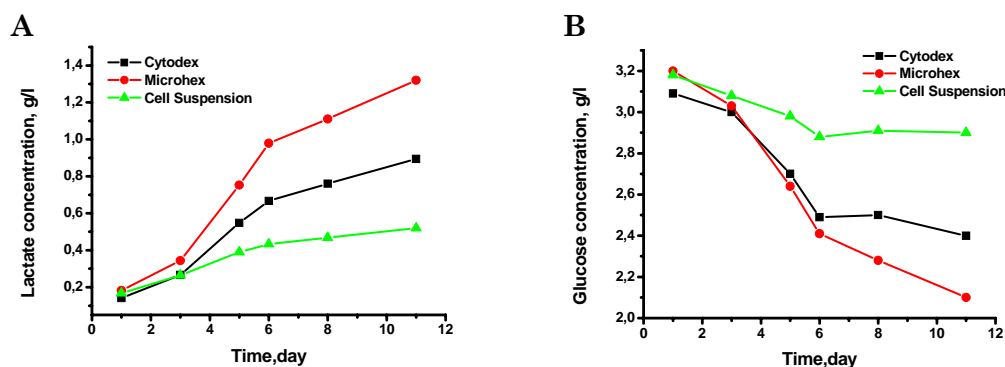 A
Lactate concentration, g/l
1,4
1,2
1,0
0,8
0,6
0,4
0,2
0 2 4 6 8 10 12
Time,day
Cytodex
Microhex
Cell Suspension
B
Glucose concentration, g/l
3,2
3,0
2,8
2,6
2,4
2,2
2,0
0 2 4 6 8 10 12
Time,day
Cytodex
Microhex
Cell Suspension